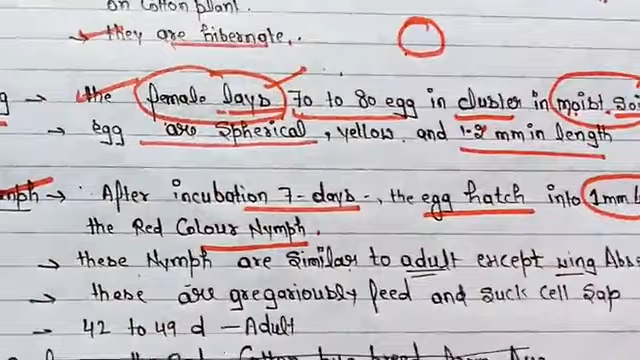 on Cotton plant.
→ they are hibernate..
→ the female lays 70 to 80 egg in cluster in moist soi
→ egg are Spherical, yellow and 1-2 mm in length
mph → After incubation 7-days, the egg hatch into 1mm
the Red Colour Nymph.
→ these Nymph are similar to adult except wing Abs
→ these are gregariously feed and suck cell sap
→ 42 to 49 d - Adult